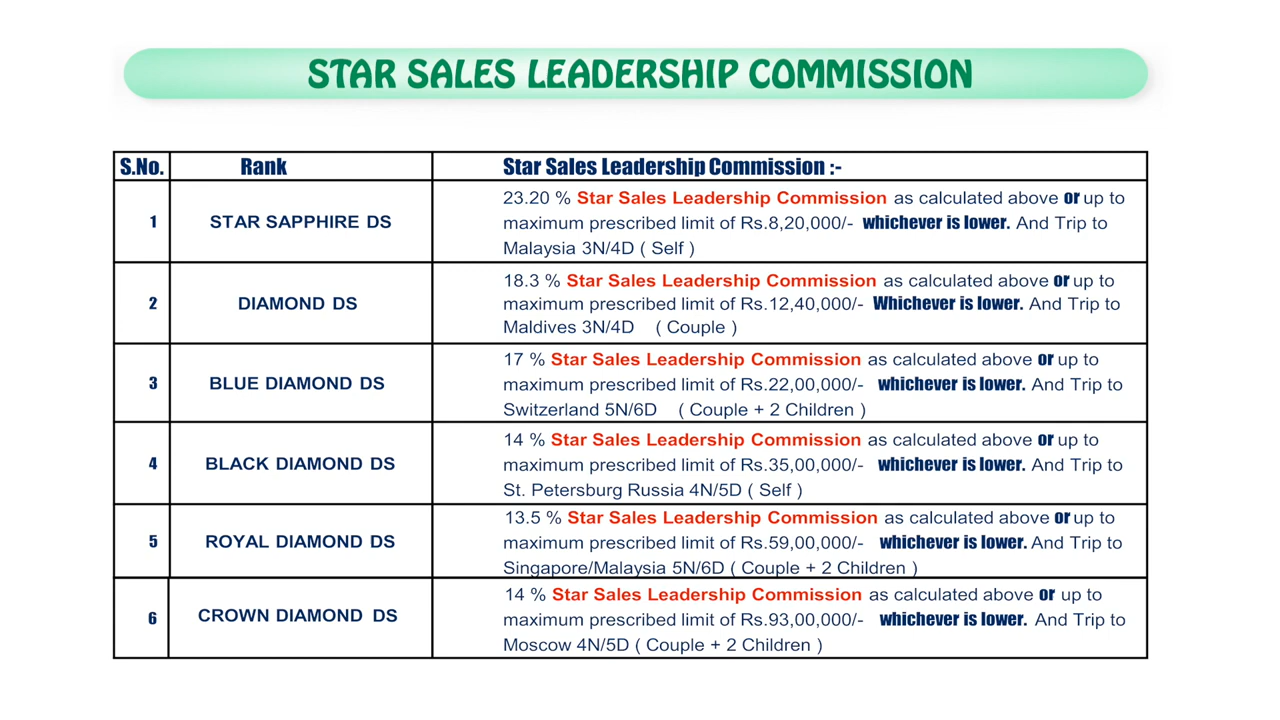 STAR SALES LEADERSHIP COMMISSION
S.No. Rank Star Sales Leadership Commission :-
1 STAR SAPPHIRE DS 23.20 % Star Sales Leadership Commission as calculated above or up to
maximum prescribed limit of Rs.8,20,000/- whichever is lower. And Trip to
Malaysia 3N/4D ( Self )
2 DIAMOND DS 18.3 % Star Sales Leadership Commission as calculated above or up to
maximum prescribed limit of Rs.12,40,000/- Whichever is lower. And Trip to
Maldives 3N/4D ( Couple )
3 BLUE DIAMOND DS 17 % Star Sales Leadership Commission as calculated above or up to
maximum prescribed limit of Rs.22,00,000/- whichever is lower. And Trip to
Switzerland 5N/6D ( Couple + 2 Children )
4 BLACK DIAMOND DS 14 % Star Sales Leadership Commission as calculated above or up to
maximum prescribed limit of Rs.35,00,000/- whichever is lower. And Trip to
St. Petersburg Russia 4N/5D ( Self )
5 ROYAL DIAMOND DS 13.5 % Star Sales Leadership Commission as calculated above or up to
maximum prescribed limit of Rs.59,00,000/- whichever is lower. And Trip to
Singapore/Malaysia 5N/6D ( Couple + 2 Children )
6 CROWN DIAMOND DS 14 % Star Sales Leadership Commission as calculated above or up to
maximum prescribed limit of Rs.93,00,000/- whichever is lower. And Trip to
Moscow 4N/5D ( Couple + 2 Children )